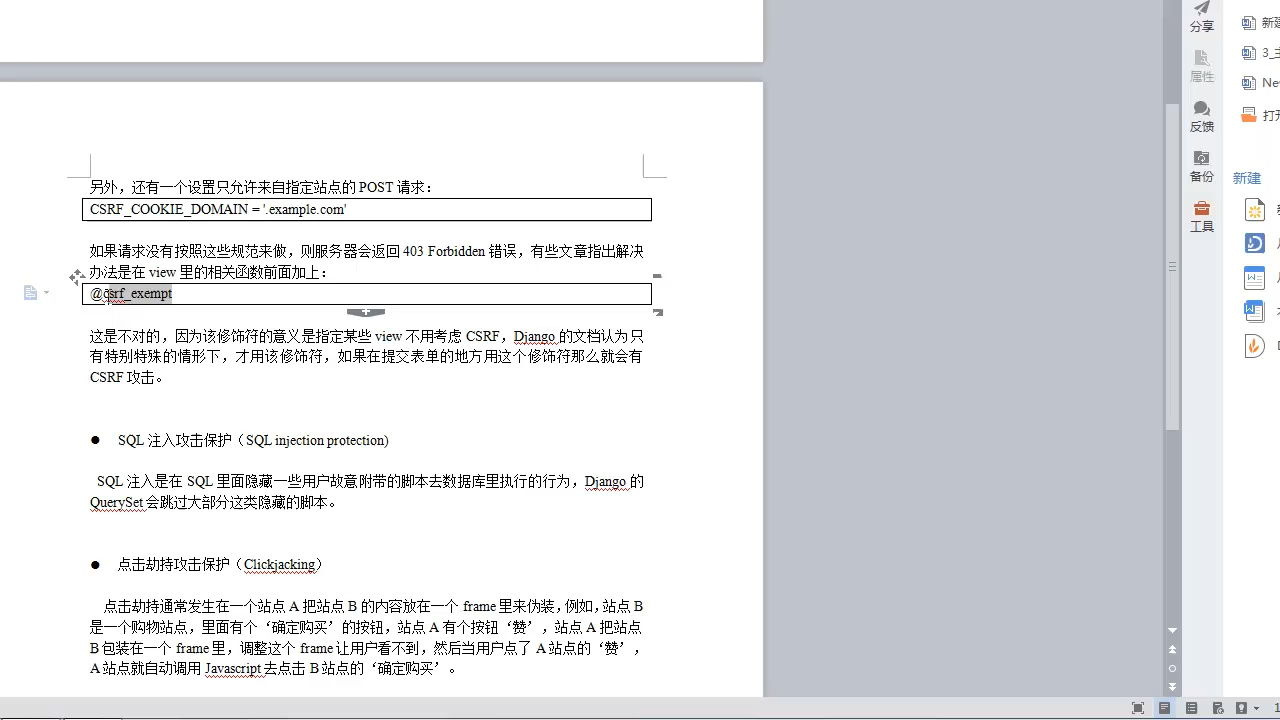 另外，还有一个设置只允许来自指定站点的 POST 请求：
CSRF_COOKIE_DOMAIN = '.example.com'
如果请求没有按照这些规范来做，则服务器会返回 403 Forbidden 错误，有些文章指出解决
办法是在 view 里的相关函数前面加上：
@csrf_exempt
这是不对的，因为该修饰符的意义是指定某些 view 不用考虑 CSRF，Django 的文档认为只
有特别特殊的情形下，才用该修饰符，如果在提交表单的地方用这个修饰符那么就会有
CSRF 攻击。
● SQL 注入攻击保护（SQL injection protection)
SQL 注入是在 SQL 里面隐藏一些用户故意附带的脚本去数据库里执行的行为，Django 的
QuerySet 会跳过大部分这类隐藏的脚本。
● 点击劫持攻击保护（Clickjacking）
点击劫持通常发生在一个站点 A 把站点 B 的内容放在一个 frame 里来伪装，例如，站点 B
是一个购物站点，里面有个‘确定购买’的按钮，站点 A 有个按钮‘赞’，站点 A 把站点
B 包装在一个 frame 里，调整这个 frame 让用户看不到，然后当用户点了 A 站点的‘赞’，
A 站点就自动调用 Javascript 去点击 B 站点的‘确定购买’。
分享
属性
反馈
备份
工具
新建
3_
打开
新建